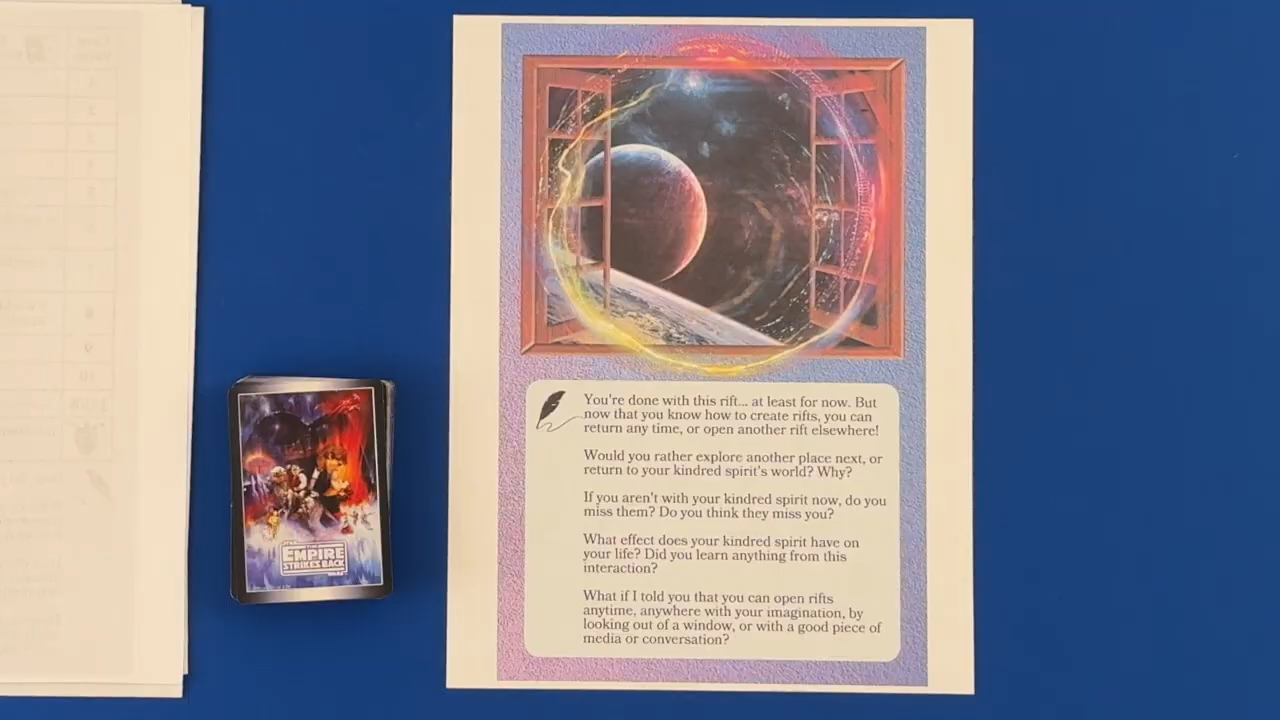 You're done with this rift... at least for now. But
now that you know how to create rifts, you can
return any time, or open another rift elsewhere!
Would you rather explore another place next, or
return to your kindred spirit's world? Why?
If you aren't with your kindred spirit now, do you
miss them? Do you think they miss you?
What effect does your kindred spirit have on
your life? Did you learn anything from this
interaction?
What if I told you that you can open rifts
anytime, anywhere with your imagination, by
looking out of a window, or with a good piece of
media or conversation?
THE
EMPIRE
STRIKES BACK